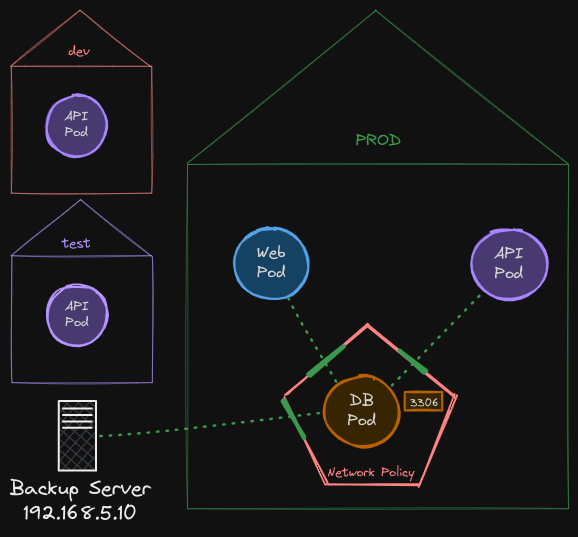 dev
API
Pod
PROD
test
API
Pod
Web
Pod
API
Pod
DB
Pod
3306
Network Policy
Backup Server
192.168.5.10